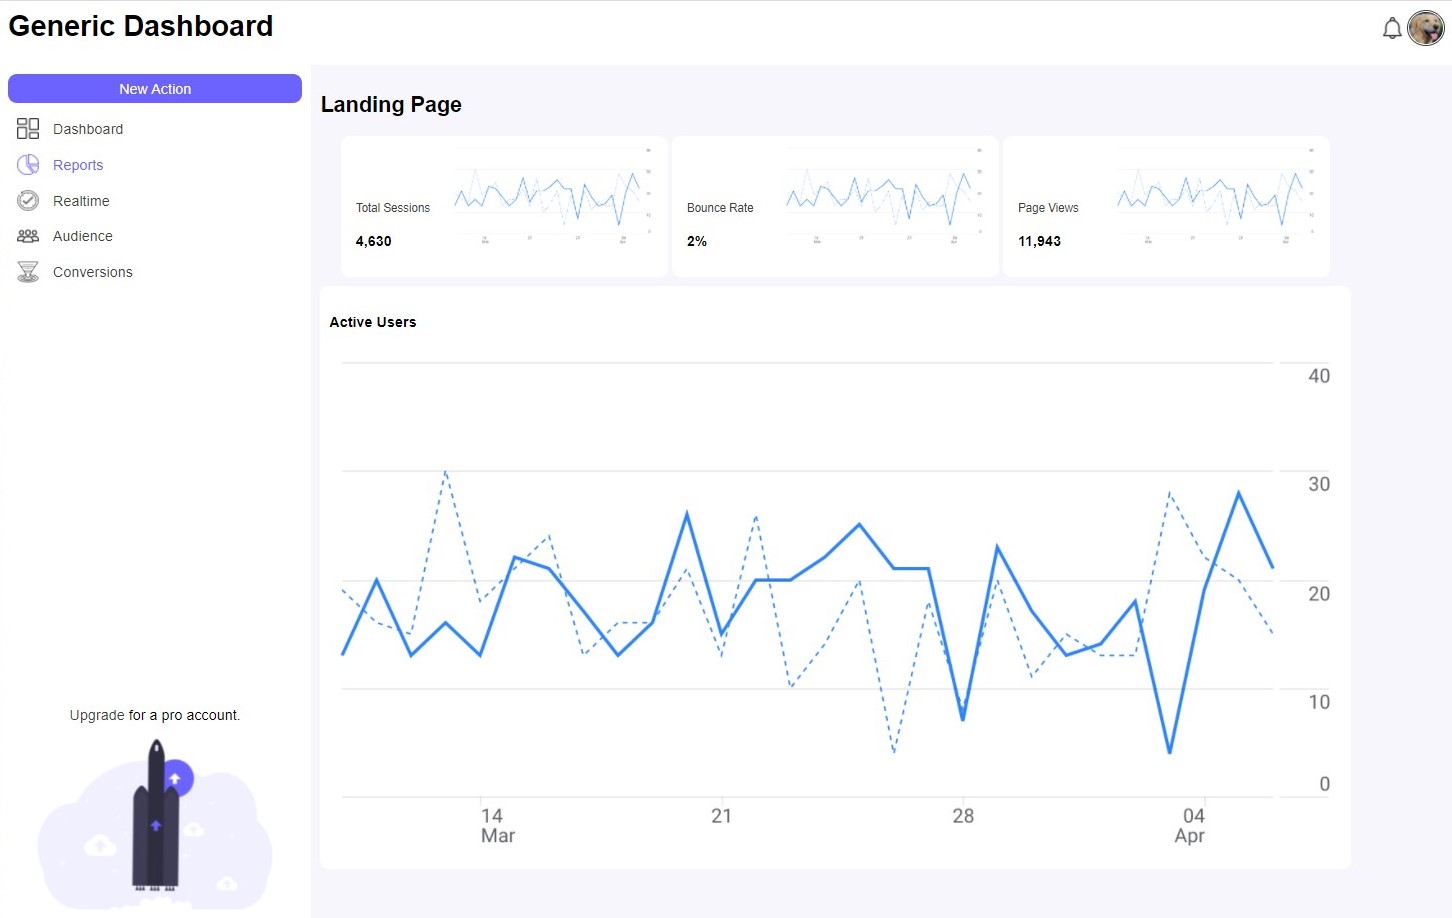 Generic Dashboard
New Action
Dashboard
Reports
Realtime
Audience
Conversions
Upgrade for a pro account.
Landing Page
Total Sessions
4,630
Bounce Rate
2%
Page Views
11,943
Active Users
40
30
20
10
0
14
Mar
21
28
04
Apr